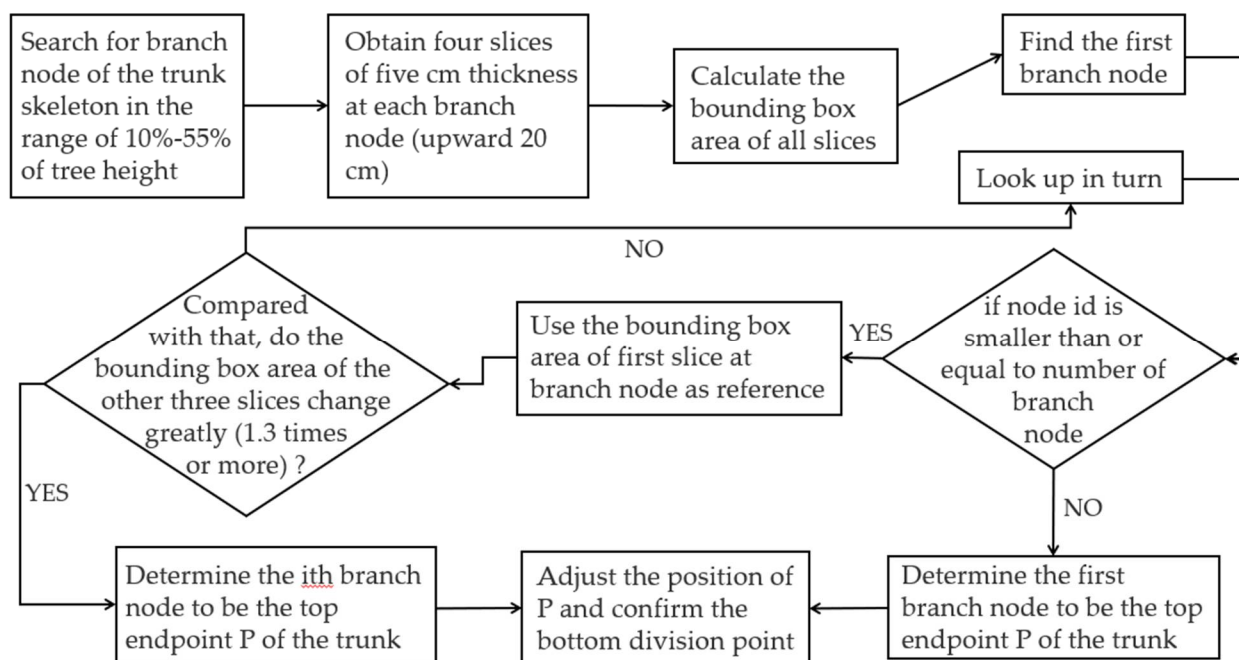 Search for branch
node of the trunk
skeleton in the
range of 10%-55%
of tree height
Obtain four slices
of five cm thickness
at each branch
node (upward 20
cm)
Calculate the
bounding box
area of all slices
Find the first
branch node
Look up in turn
NO
if node id is
smaller than or
equal to number of
branch
node
YES
Use the bounding box
area of first slice at
branch node as reference
Compared
with that, do the
bounding box area of the
other three slices change
greatly (1.3 times
or more) ?
YES
NO
Determine the ith branch
node to be the top
endpoint P of the trunk
Adjust the position of
P and confirm the
bottom division point
Determine the first
branch node to be the top
endpoint P of the trunk